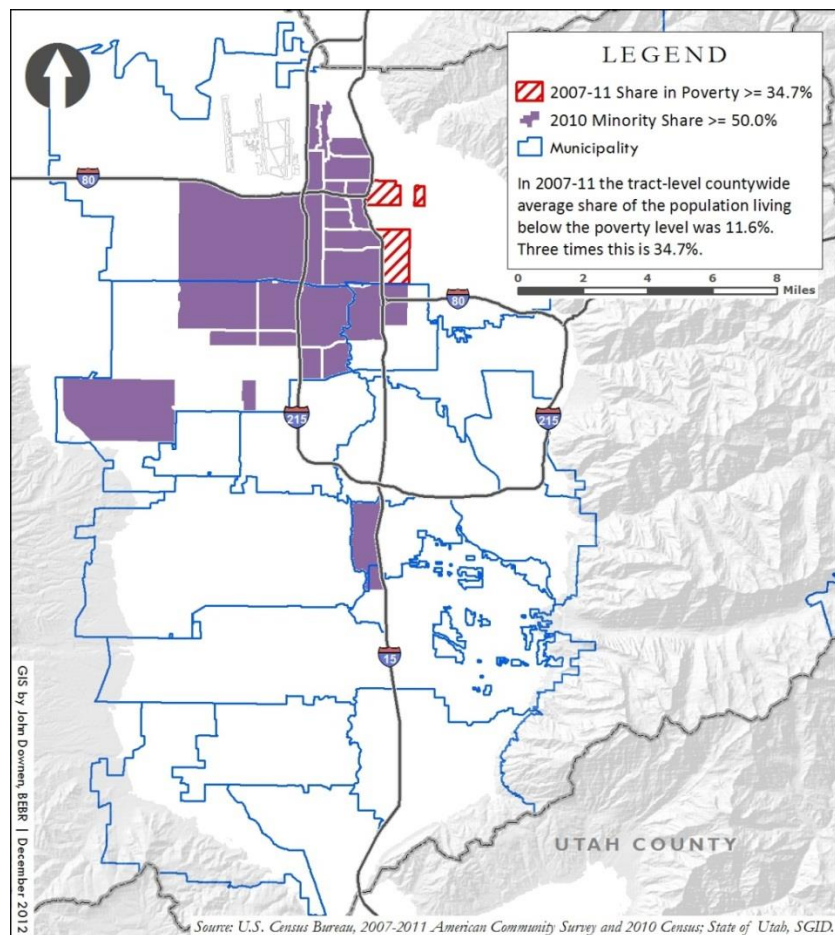 LEGEND
2007-11 Share in Poverty >= 34.7%
2010 Minority Share >= 50.0%
Municipality
In 2007-11 the tract-level countywide
average share of the population living
below the poverty level was 11.6%.
Three times this is 34.7%.
0 2 4 6 8
Miles
80
80
215
215
15
UTAH COUNTY
GIS by John Downen, BEBR | December 2012
Source: U.S. Census Bureau, 2007-2011 American Community Survey and 2010 Census; State of Utah, SGID.